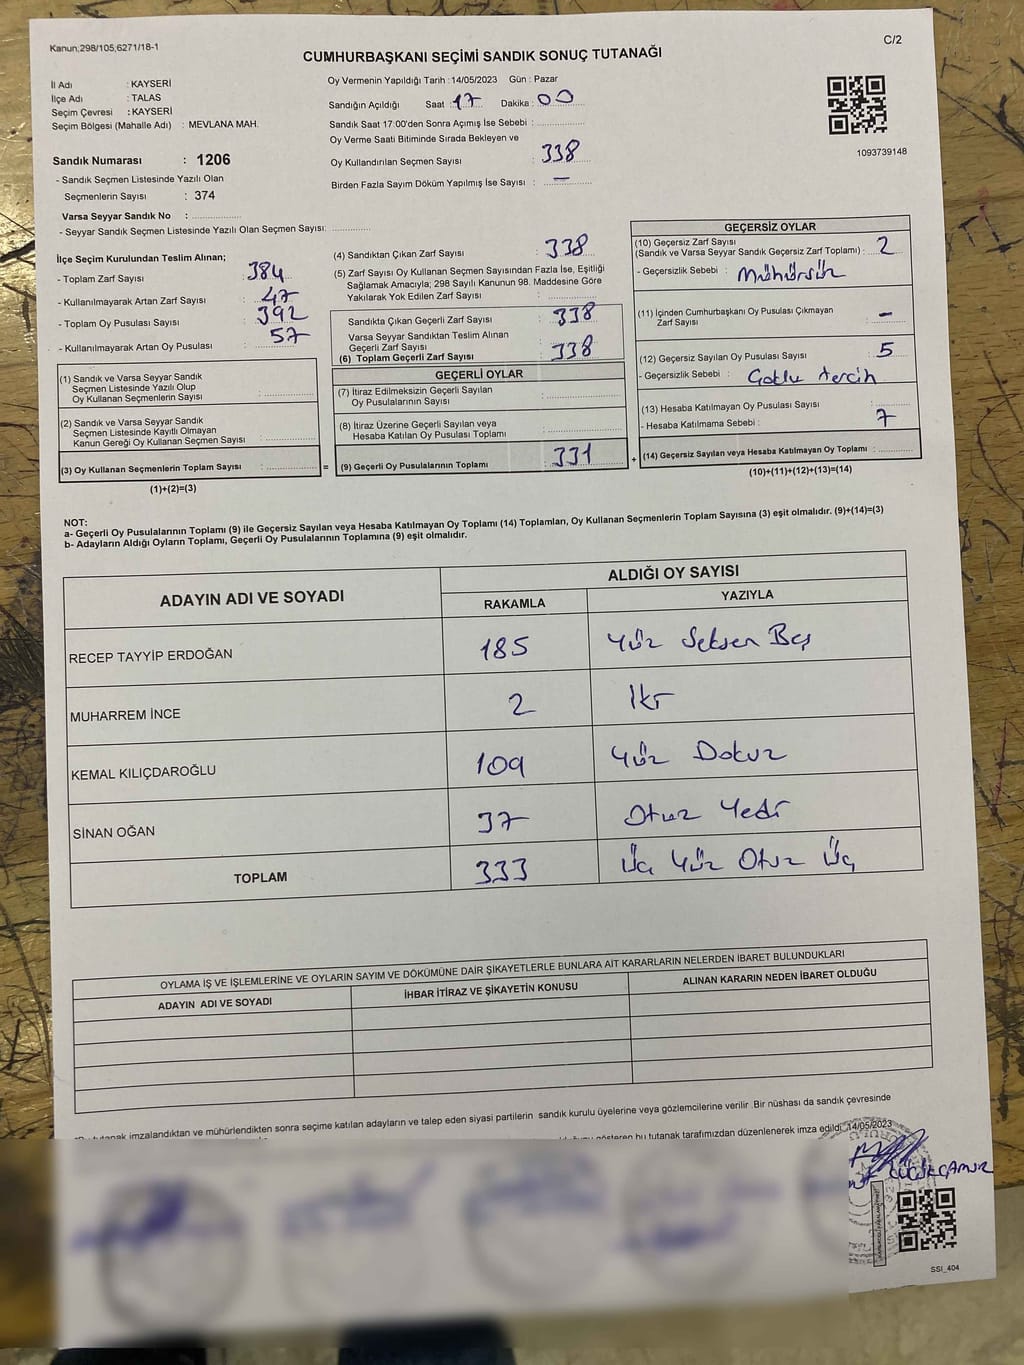 Kanun;298/105;6271/18-1
C/2
CUMHURBAŞKANI SEÇİMİ SANDIK SONUÇ TUTANAĞI
İl Adı : KAYSERİ
İlçe Adı : TALAS
Seçim Çevresi : KAYSERİ
Seçim Bölgesi (Mahalle Adı) : MEVLANA MAH.
Sandık Numarası : 1206
- Sandık Seçmen Listesinde Yazılı Olan
Seçmenlerin Sayısı : 374
Varsa Seyyar Sandık No :
- Seyyar Sandık Seçmen Listesinde Yazılı Olan Seçmen Sayısı:
Oy Vermenin Yapıldığı Tarih : 14/05/2023 Gün : Pazar
Sandığın Açıldığı Saat : 17 Dakika : 00
Sandık Saat 17:00'den Sonra Açımış İse Sebebi :
Oy Verme Saati Bitiminde Sırada Bekleyen ve
Oy Kullandırılan Seçmen Sayısı : 338
Birden Fazla Sayım Döküm Yapılmış İse Sayısı : —
1093739148
İlçe Seçim Kurulundan Teslim Alınan;
- Toplam Zarf Sayısı : 384
- Kullanılmayarak Artan Zarf Sayısı : 47
- Toplam Oy Pusulası Sayısı : 392
- Kullanılmayarak Artan Oy Pusulası : 57
(1) Sandık ve Varsa Seyyar Sandık
Seçmen Listesinde Yazılı Olup
Oy Kullanan Seçmenlerin Sayısı :
(2) Sandık ve Varsa Seyyar Sandık
Seçmen Listesinde Kayıtlı Olmayan
Kanun Gereği Oy Kullanan Seçmen Sayısı :
(3) Oy Kullanan Seçmenlerin Toplam Sayısı : =
(1)+(2)=(3)
(4) Sandıktan Çıkan Zarf Sayısı : 338
(5) Zarf Sayısı Oy Kullanan Seçmen Sayısından Fazla İse, Eşitliği
Sağlamak Amacıyla; 298 Sayılı Kanunun 98. Maddesine Göre
Yakılarak Yok Edilen Zarf Sayısı :
Sandıkta Çıkan Geçerli Zarf Sayısı : 338
Varsa Seyyar Sandıktan Teslim Alınan
Geçerli Zarf Sayısı :
(6) Toplam Geçerli Zarf Sayısı : 338
GEÇERLİ OYLAR
(7) İtiraz Edilmeksizin Geçerli Sayılan
Oy Pusulalarının Sayısı :
(8) İtiraz Üzerine Geçerli Sayılan veya
Hesaba Katılan Oy Pusulası Toplamı :
(9) Geçerli Oy Pusulalarının Toplamı : 331 +
GEÇERSİZ OYLAR
(10) Geçersiz Zarf Sayısı
(Sandık ve Varsa Seyyar Sandık Geçersiz Zarf Toplamı) : 2
- Geçersizlik Sebebi : Mühürsüz
(11) İçinden Cumhurbaşkanı Oy Pusulası Çıkmayan
Zarf Sayısı : -
(12) Geçersiz Sayılan Oy Pusulası Sayısı : 5
- Geçersizlik Sebebi : Çoklu tercih
(13) Hesaba Katılmayan Oy Pusulası Sayısı :
- Hesaba Katılmama Sebebi : 7
(14) Geçersiz Sayılan veya Hesaba Katılmayan Oy Toplamı :
(10)+(11)+(12)+(13)=(14)
NOT:
a- Geçerli Oy Pusulalarının Toplamı (9) ile Geçersiz Sayılan veya Hesaba Katılmayan Oy Toplamı (14) Toplamları, Oy Kullanan Seçmenlerin Toplam Sayısına (3) eşit olmalıdır. (9)+(14)=(3)
b- Adayların Aldığı Oyların Toplamı, Geçerli Oy Pusulalarının Toplamına (9) eşit olmalıdır.
ADAYIN ADI VE SOYADI
ALDIĞI OY SAYISI
RAKAMLA YAZIYLA
RECEP TAYYİP ERDOĞAN 185 Yüz Seksen Beş
MUHARREM İNCE 2 İki
KEMAL KILIÇDAROĞLU 109 Yüz Dokuz
SİNAN OĞAN 37 Otuz Yedi
TOPLAM 333 Üç Yüz Otuz Üç
OYLAMA İŞ VE İŞLEMLERİNE VE OYLARIN SAYIM VE DÖKÜMÜNE DAİR ŞİKAYETLERLE BUNLARA AİT KARARLARIN NELERDEN İBARET BULUNDUKLARI
ADAYIN ADI VE SOYADI İHBAR İTİRAZ VE ŞİKAYETİN KONUSU ALINAN KARARIN NEDEN İBARET OLDUĞU
tutanak imzalandıktan ve mühürlendikten sonra seçime katılan adayların ve talep eden siyasi partilerin sandık kurulu üyelerine veya gözlemcilerine verilir .Bir nüshası da sandık çevresinde
gösteren bu tutanak tarafımızdan düzenlenerek imza edildi. 14/05/2023
SSİ_404